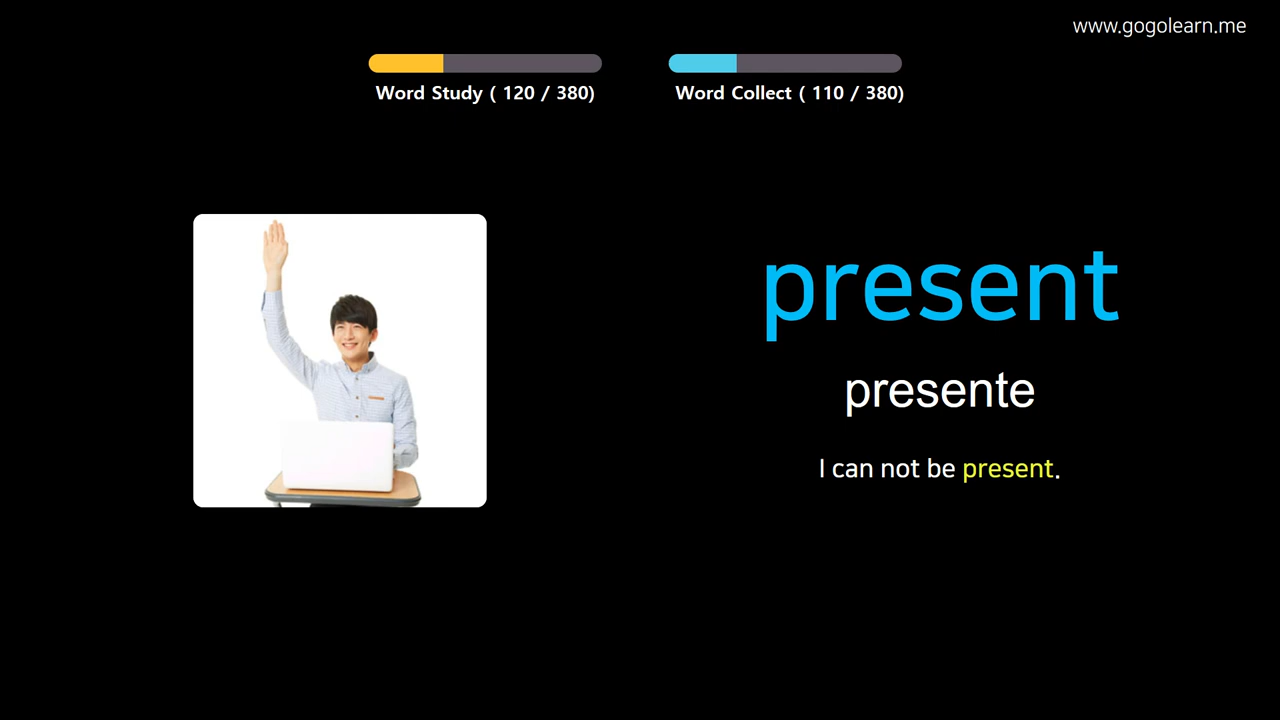 www.gogolearn.me
Word Study ( 120 / 380)
Word Collect ( 110 / 380)
present
presente
I can not be present.